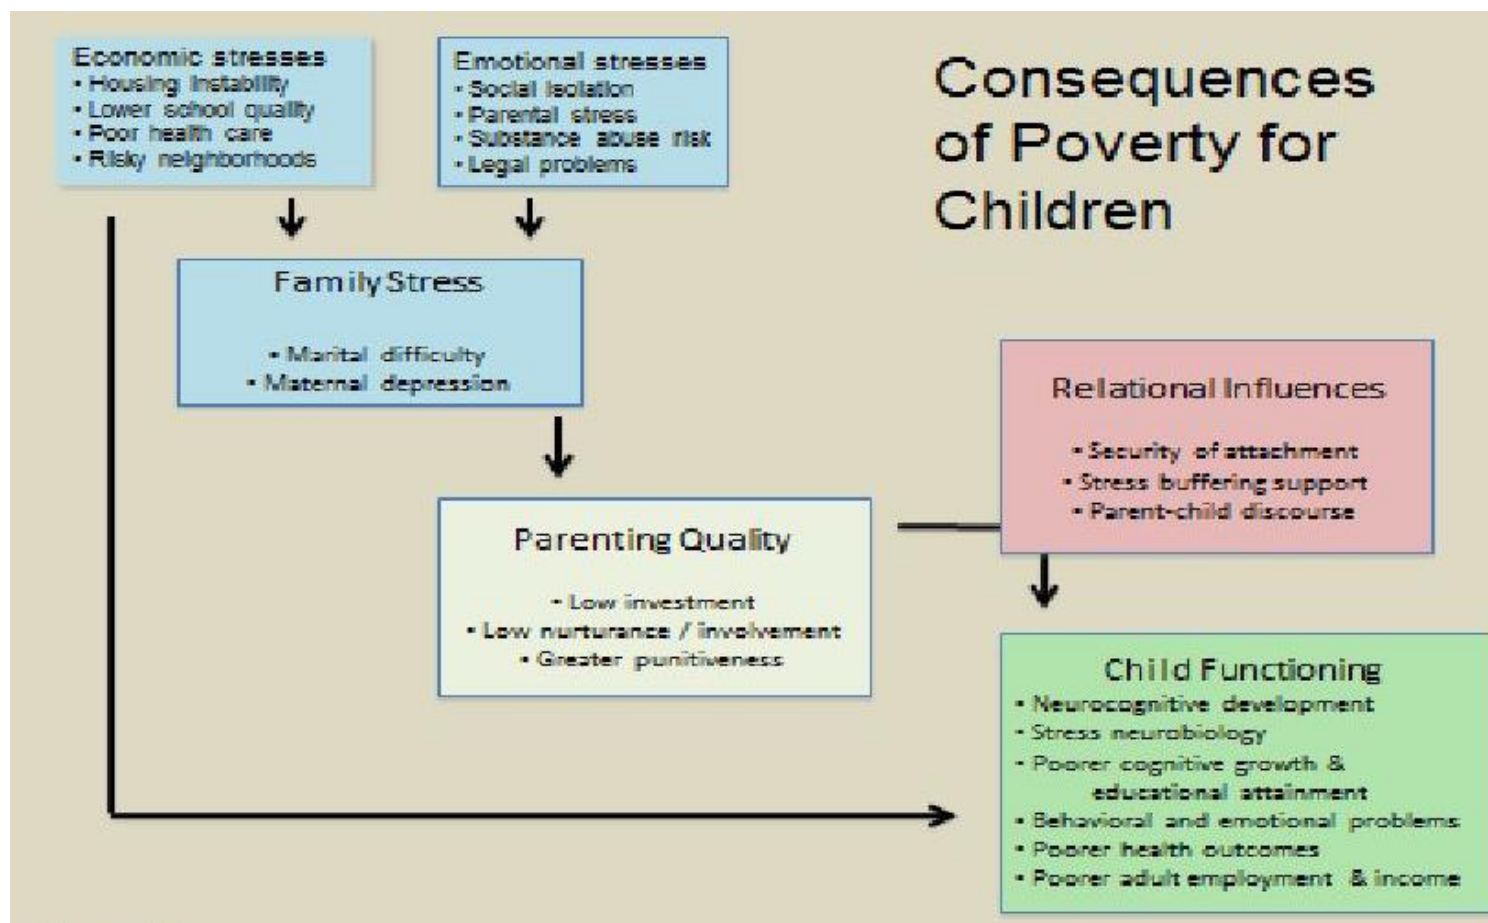 Economic stresses
• Housing instability
• Lower school quality
• Poor health care
• Risky neighborhoods
Emotional stresses
• Social isolation
• Parental stress
• Substance abuse risk
• Legal problems
Consequences
of Poverty for
Children
Family Stress
• Marital difficulty
• Maternal depression
Relational Influences
• Security of attachment
• Stress buffering support
• Parent-child discourse
Parenting Quality
• Low investment
• Low nurturance / involvement
• Greater punitiveness
Child Functioning
• Neurocognitive development
• Stress neurobiology
• Poorer cognitive growth &
educational attainment
• Behavioral and emotional problems
• Poorer health outcomes
• Poorer adult employment & income